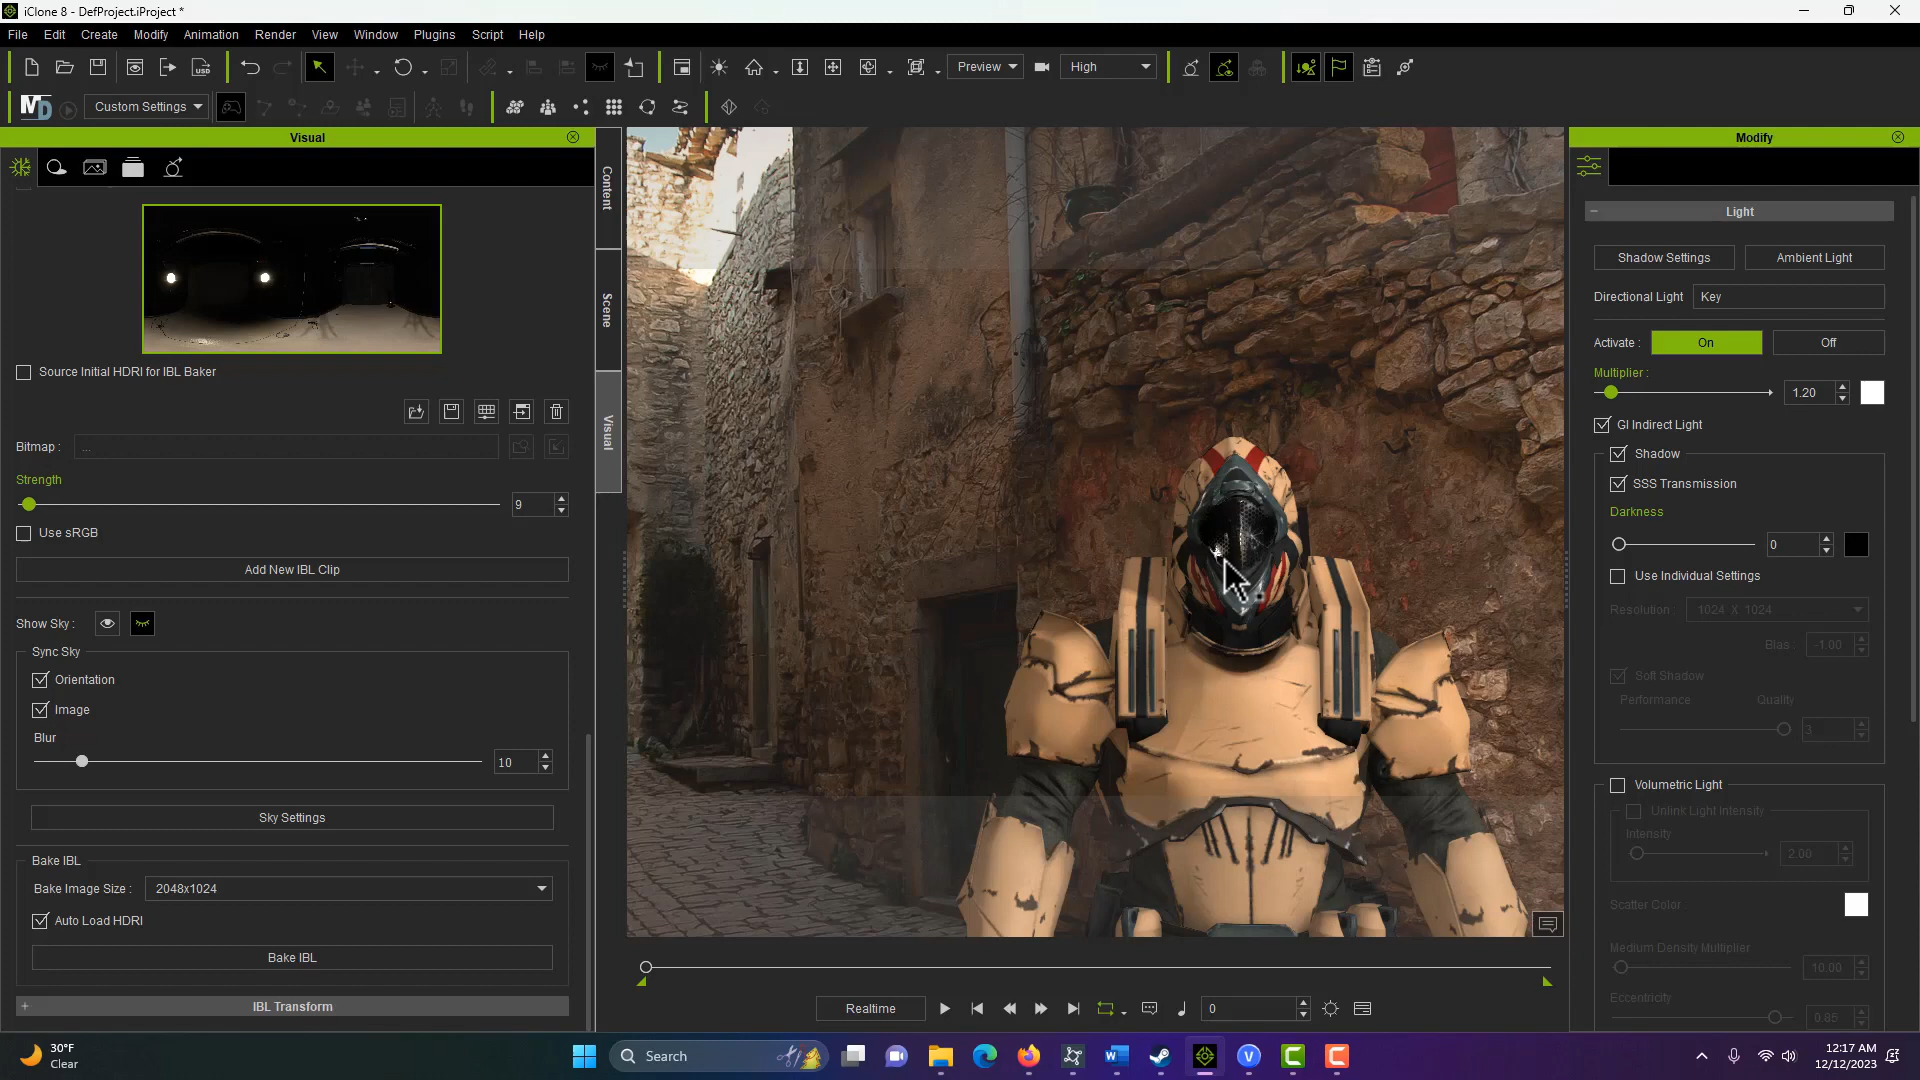 iClone 8 - DefProject.iProject *
File Edit Create Modify Animation Render View Window Plugins Script Help
USD Preview High
MD Custom Settings
Visual
Content
Scene
Visual
Source Initial HDRI for IBL Baker
Bitmap : ...
Strength
9
Use sRGB
Add New IBL Clip
Show Sky :
Sync Sky
Orientation
Image
Blur
10
Sky Settings
Bake IBL
Bake Image Size : 2048x1024
Auto Load HDRI
Bake IBL
+ IBL Transform
Realtime 0
Modify
Light
Shadow Settings Ambient Light
Directional Light Key
Activate : On Off
Multiplier :
1.20
GI Indirect Light
Shadow
SSS Transmission
Darkness
0
Use Individual Settings
Resolution 1024 X 1024
Bias -1.00
Soft Shadow
Performance Quality
3
Volumetric Light
Unlink Light Intensity
Intensity
2.00
Scatter Color
Medium Density Multiplier
10.00
Eccentricity
0.85
30°F
Clear
Search
12:17 AM
12/12/2023